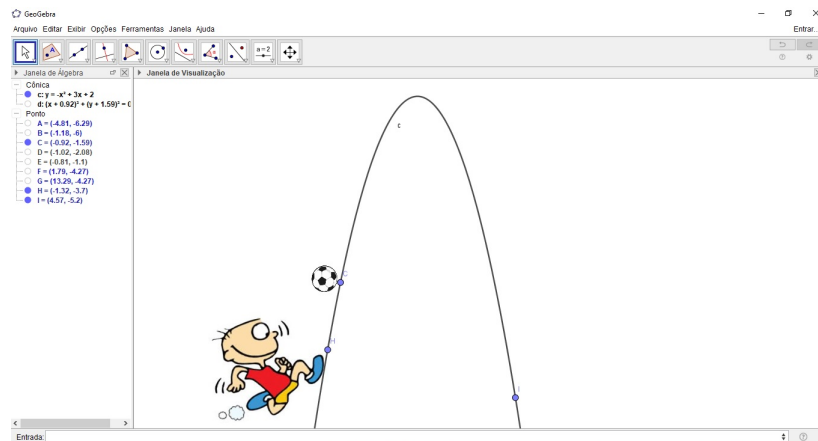 GeoGebra
Arquivo Editar Exibir Opções Ferramentas Janela Ajuda
Entrar...
a=2
Janela de Álgebra
Janela de Visualização
Cônica
c: y = -x² + 3x + 2
d: (x + 0.92)² + (y + 1.59)² = 0
Ponto
A = (-4.81, -6.29)
B = (-1.18, -6)
C = (-0.92, -1.59)
D = (-1.02, -2.08)
E = (-0.81, -1.1)
F = (1.79, -4.27)
G = (13.29, -4.27)
H = (-1.32, -3.7)
I = (4.57, -5.2)
c
C
H
I
Entrada: